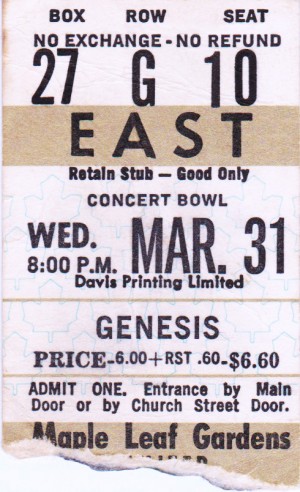 BOX ROW SEAT
NO EXCHANGE - NO REFUND
27 G 10
EAST
Retain Stub — Good Only
CONCERT BOWL
WED. MAR. 31
8:00 P.M.
Davis Printing Limited
GENESIS
PRICE-6.00+RST .60-$6.60
ADMIT ONE. Entrance by Main
Door or by Church Street Door.
Maple Leaf Gardens